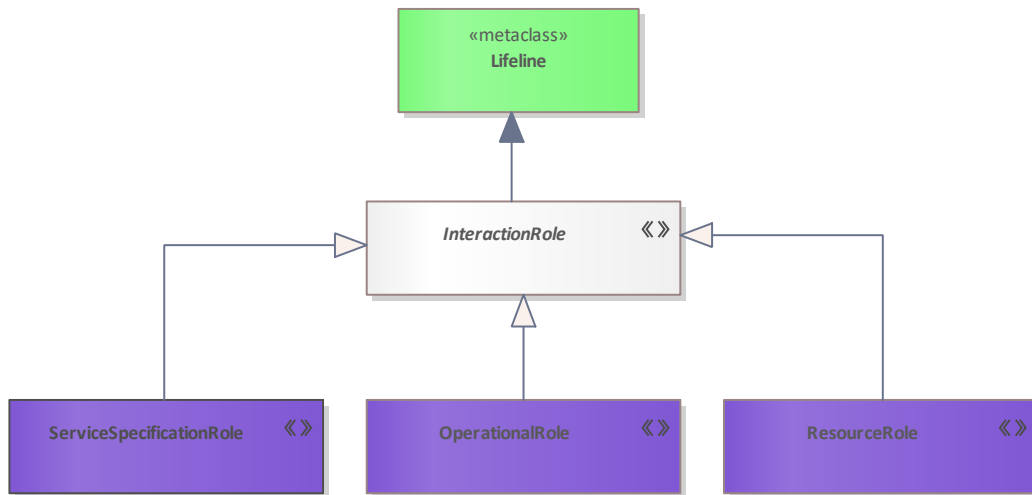 «metaclass»
Lifeline
InteractionRole «»
ServiceSpecificationRole «»
OperationalRole «»
ResourceRole «»